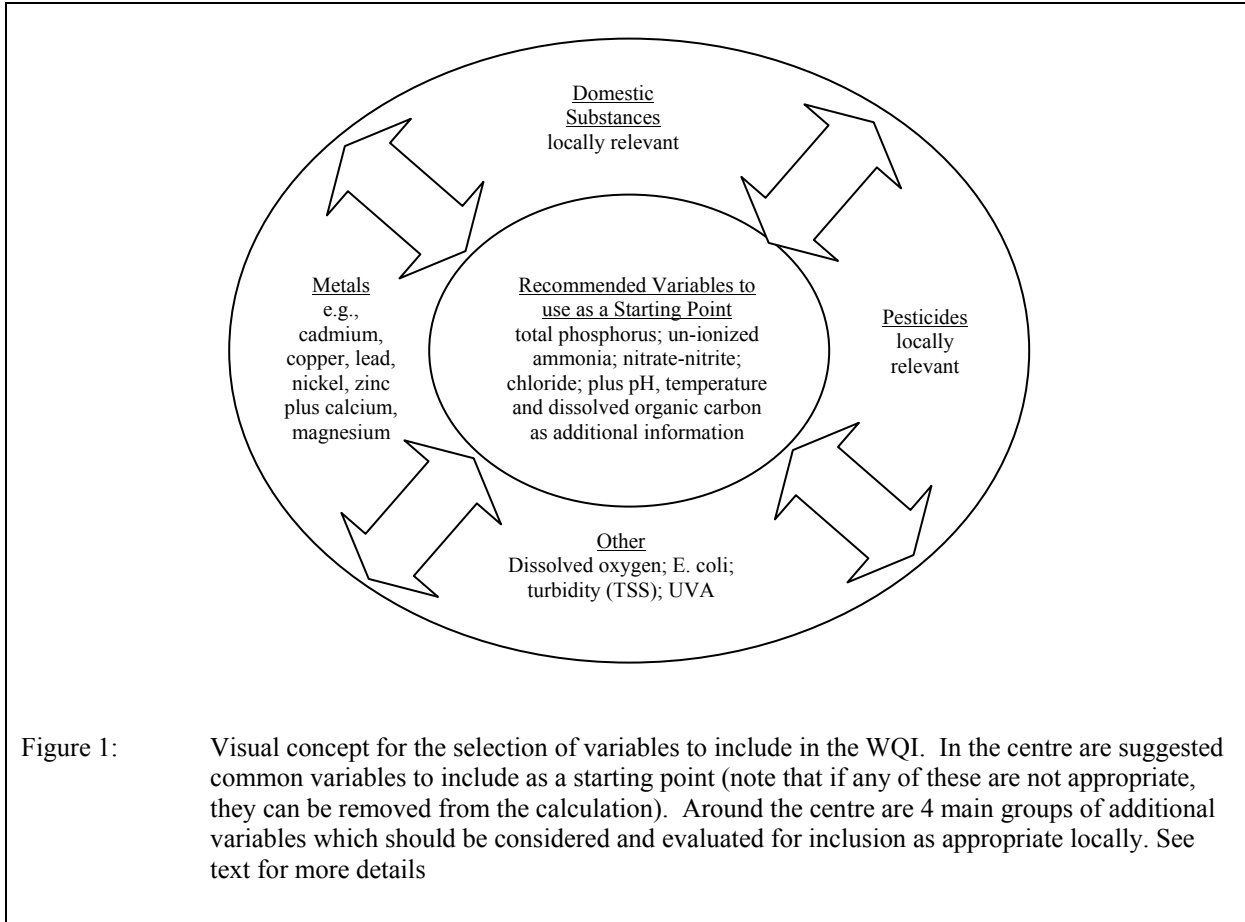 Domestic
Substances
locally relevant
Metals
e.g.,
cadmium,
copper, lead,
nickel, zinc
plus calcium,
magnesium
Recommended Variables to
use as a Starting Point
total phosphorus; un-ionized
ammonia; nitrate-nitrite;
chloride; plus pH, temperature
and dissolved organic carbon
as additional information
Pesticides
locally
relevant
Other
Dissolved oxygen; E. coli;
turbidity (TSS); UVA
Figure 1: Visual concept for the selection of variables to include in the WQI. In the centre are suggested
common variables to include as a starting point (note that if any of these are not appropriate,
they can be removed from the calculation). Around the centre are 4 main groups of additional
variables which should be considered and evaluated for inclusion as appropriate locally. See
text for more details